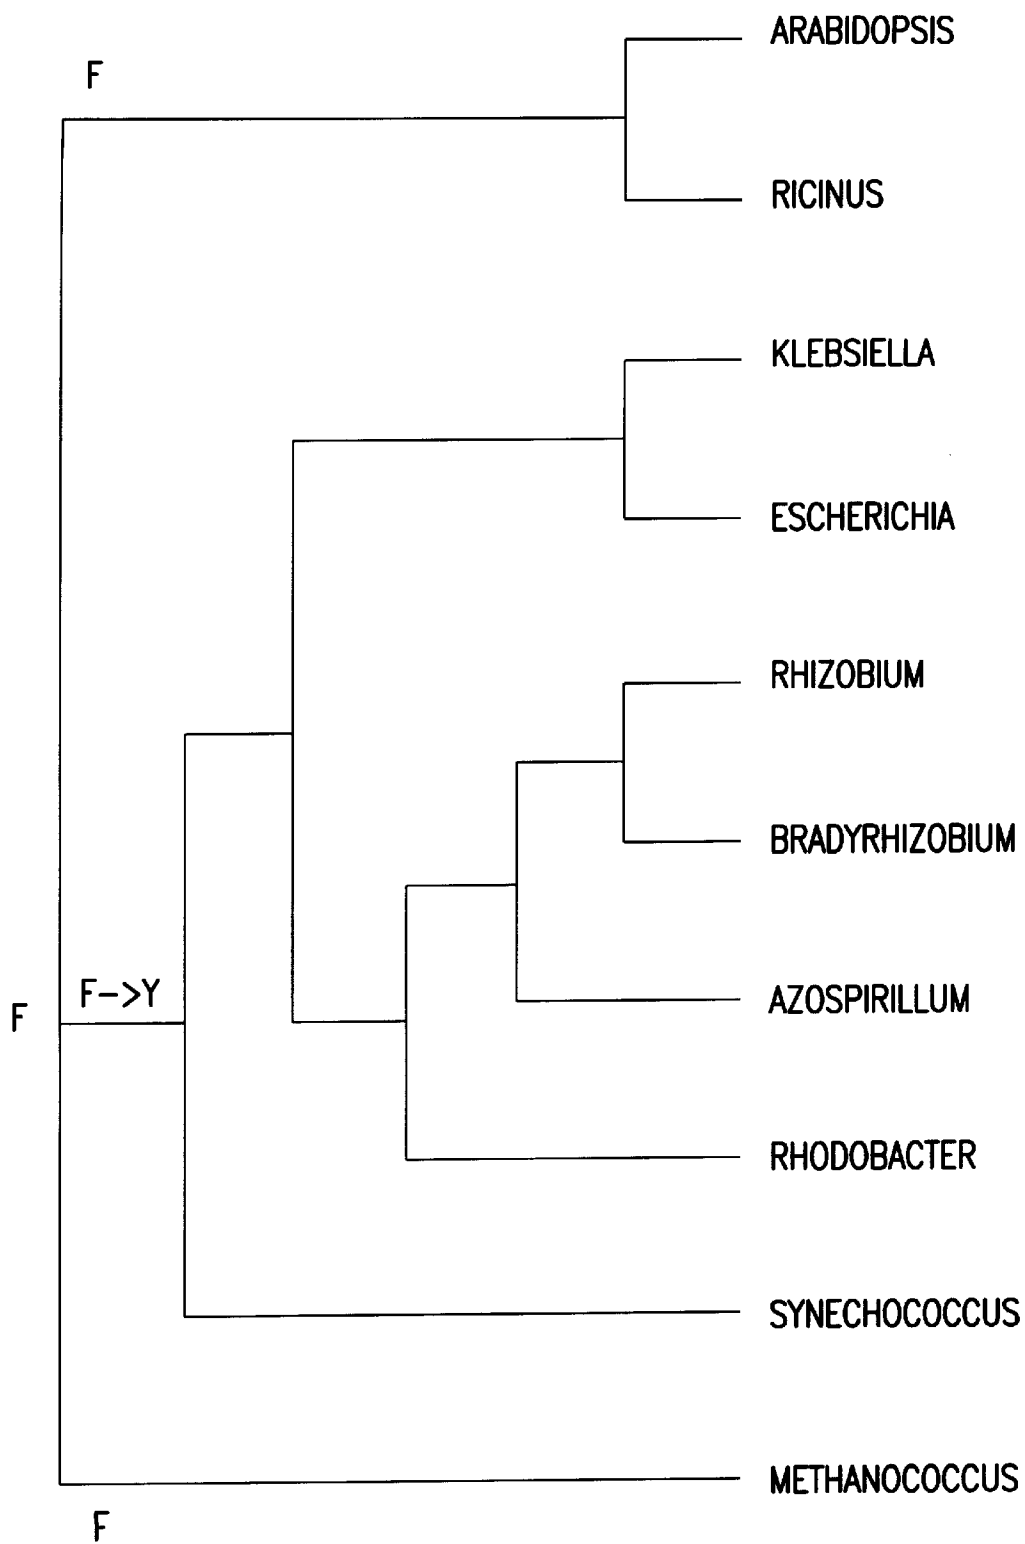 ARABIDOPSIS
F
RICINUS
KLEBSIELLA
ESCHERICHIA
RHIZOBIUM
BRADYRHIZOBIUM
F->Y
AZOSPIRILLUM
F
RHODOBACTER
SYNECHOCOCCUS
METHANOCOCCUS
F